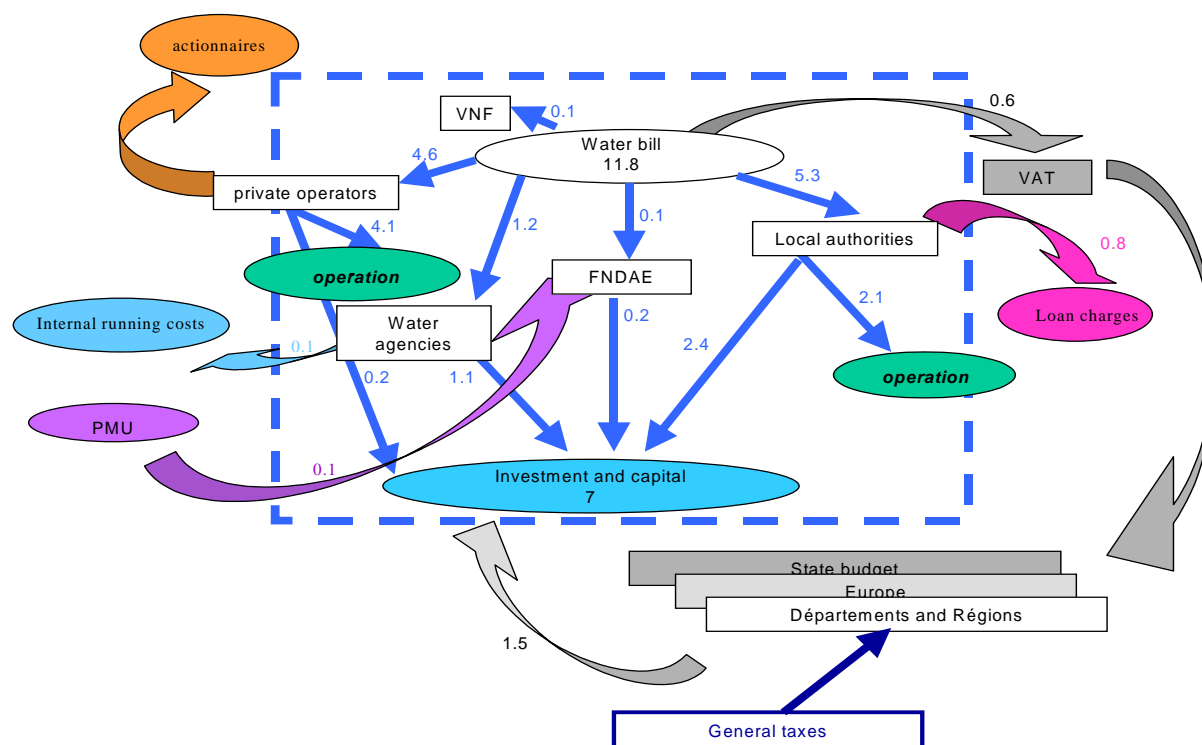 actionnaires
0.6
VNF
0.1
Water bill
11.8
4.6
5.3
VAT
private operators
1.2
0.1
4.1
Local authorities
0.8
operation
FNDAE
2.1
Internal running costs
Water
agencies
0.2
Loan charges
0.1
2.4
0.2
1.1
operation
PMU
0.1
Investment and capital
7
State budget
Europe
Départements and Régions
1.5
General taxes